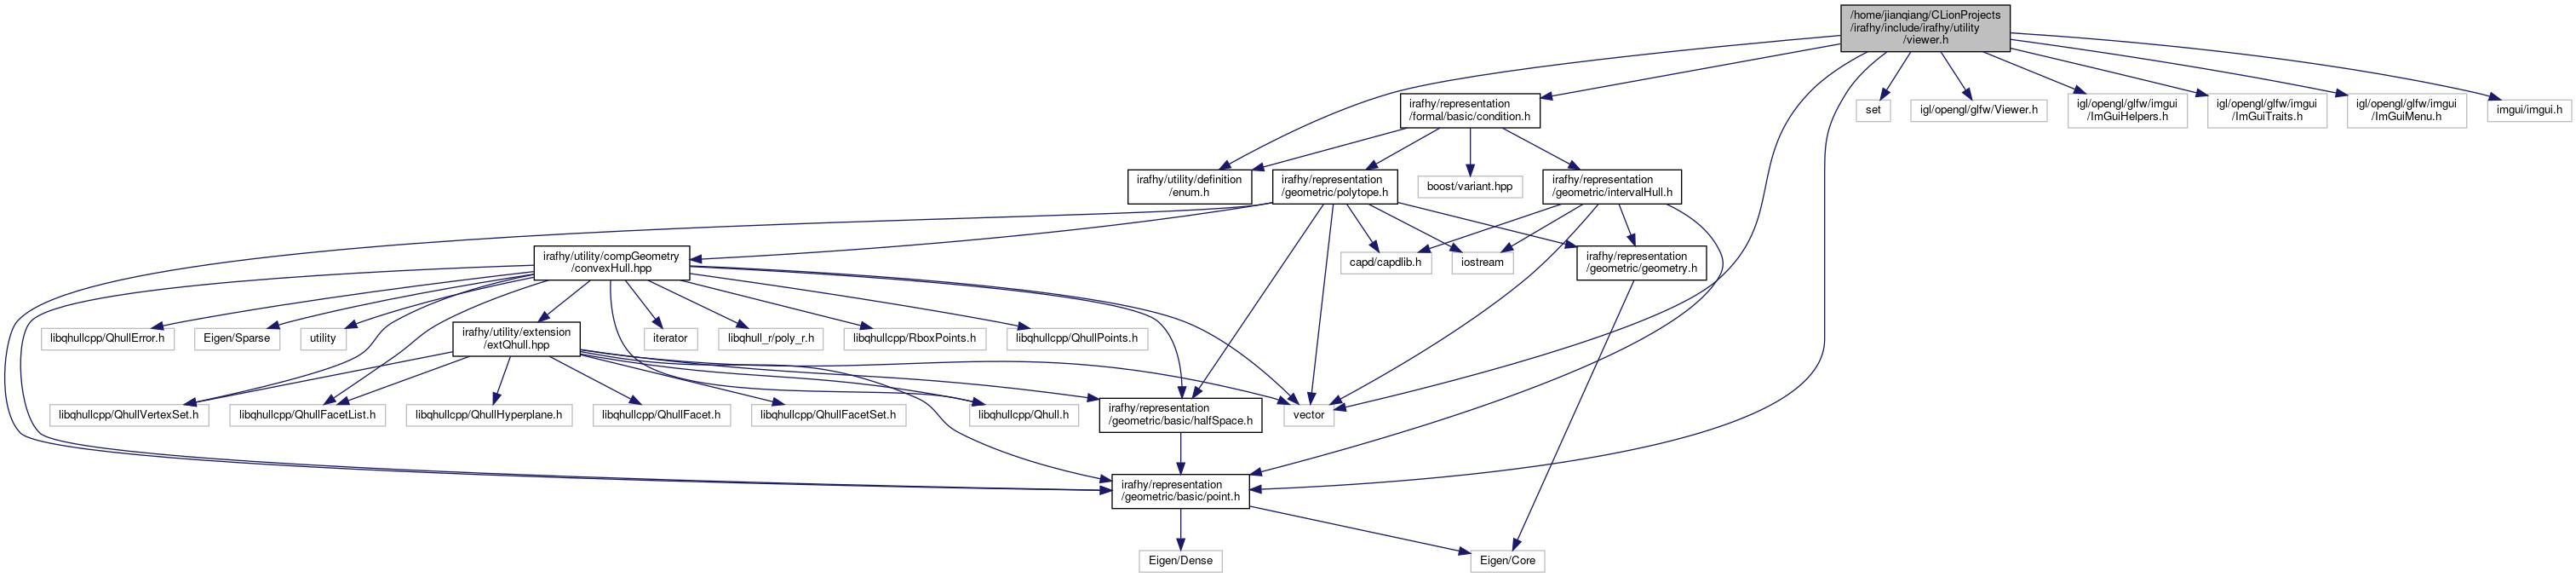 /home/jianqiang/CLionProjects
/irafhy/include/irafhy/utility
/viewer.h
irafhy/representation
/formal/basic/condition.h
set
igl/opengl/glfw/Viewer.h
igl/opengl/glfw/imgui
/ImGuiHelpers.h
igl/opengl/glfw/imgui
/ImGuiTraits.h
igl/opengl/glfw/imgui
/ImGuiMenu.h
imgui/imgui.h
irafhy/utility/definition
/enum.h
irafhy/representation
/geometric/polytope.h
boost/variant.hpp
irafhy/representation
/geometric/intervalHull.h
irafhy/utility/compGeometry
/convexHull.hpp
capd/capdlib.h
iostream
irafhy/representation
/geometric/geometry.h
libqhullcpp/QhullError.h
Eigen/Sparse
utility
irafhy/utility/extension
/extQhull.hpp
iterator
libqhull_r/poly_r.h
libqhullcpp/RboxPoints.h
libqhullcpp/QhullPoints.h
libqhullcpp/QhullVertexSet.h
libqhullcpp/QhullFacetList.h
libqhullcpp/QhullHyperplane.h
libqhullcpp/QhullFacet.h
libqhullcpp/QhullFacetSet.h
libqhullcpp/Qhull.h
irafhy/representation
/geometric/basic/halfSpace.h
vector
irafhy/representation
/geometric/basic/point.h
Eigen/Dense
Eigen/Core